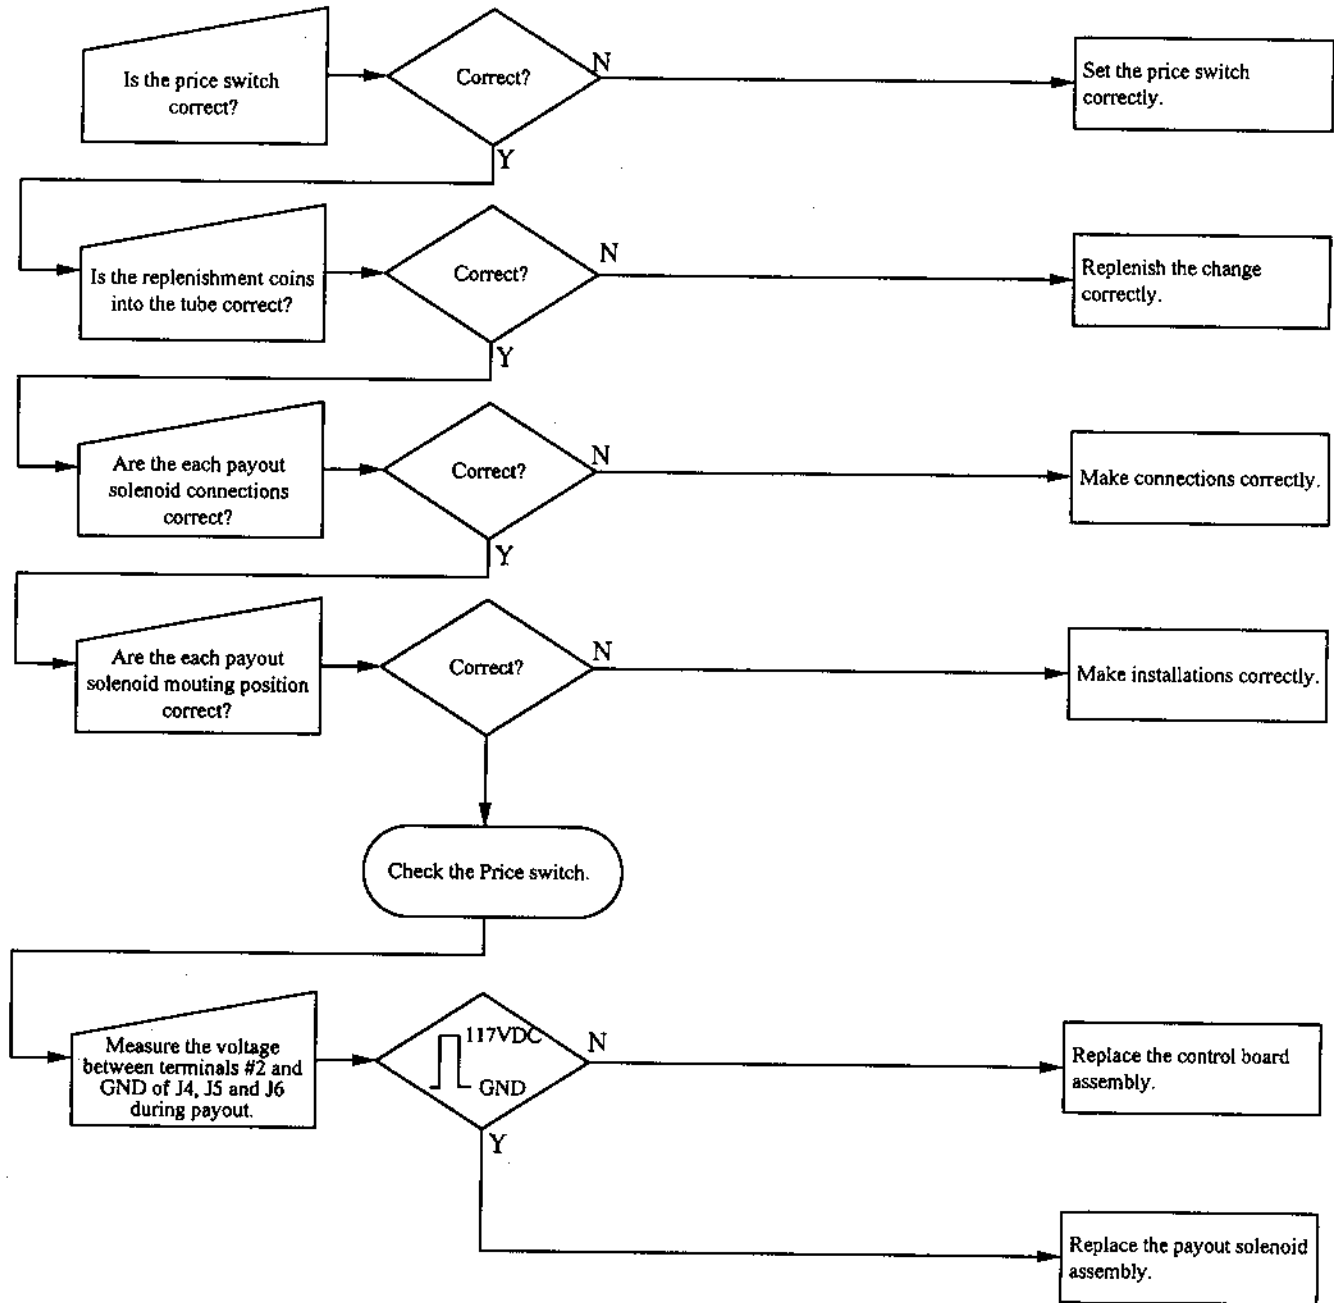 Is the price switch
correct?
Correct?
N
Set the price switch
correctly.
Y
Is the replenishment coins
into the tube correct?
Correct?
N
Replenish the change
correctly.
Y
Are the each payout
solenoid connections
correct?
Correct?
N
Make connections correctly.
Y
Are the each payout
solenoid mouting position
correct?
Correct?
N
Make installations correctly.
Check the Price switch.
Measure the voltage
between terminals #2 and
GND of J4, J5 and J6
during payout.
117VDC
GND
N
Replace the control board
assembly.
Y
Replace the payout solenoid
assembly.